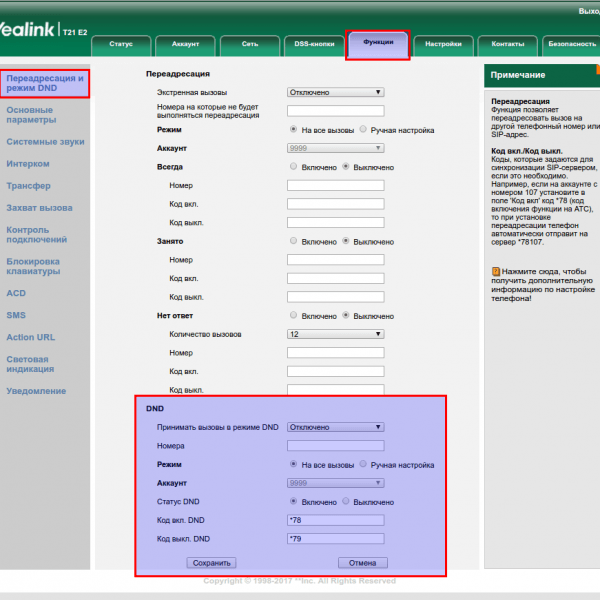 Выход
Yealink | T21 E2
Статус
Аккаунт
Сеть
DSS-кнопки
Функции
Настройки
Контакты
Безопасность
Переадресация и
режим DND
Основные
параметры
Системные звуки
Интерком
Трансфер
Захват вызова
Контроль
подключений
Блокировка
клавиатуры
ACD
SMS
Action URL
Световая
индикация
Уведомление
Переадресация
Экстренные вызовы Отключено
Номера на которые не будет
выполняться переадресация
Режим На все вызовы Ручная настройка
Аккаунт 9999
Всегда Включено Выключено
Номер
Код вкл.
Код выкл.
Занято Включено Выключено
Номер
Код вкл.
Код выкл.
Нет ответ Включено Выключено
Количество вызовов 12
Номер
Код вкл.
Код выкл.
DND
Принимать вызовы в режиме DND Отключено
Номера
Режим На все вызовы Ручная настройка
Аккаунт 9999
Статус DND Включено Выключено
Код вкл. DND *78
Код выкл. DND *79
Сохранить Отмена
Copyright © 1998-2017 **Inc. All Rights Reserved
Примечание
Переадресация
Функция позволяет
переадресовать вызов на
другой телефонный номер или
SIP-адрес.
Код вкл./Код выкл.
Коды, которые задаются для
синхронизации SIP-сервером,
если это необходимо.
Например, если на аккаунте с
номером 107 установите в
поле 'Код вкл' код *78 (код
включения функции на АТС),
то при установке
переадресации телефон
автоматически отправит на
сервер *78107.
Нажмите сюда, чтобы
получить дополнительную
информацию по настройке
телефона!